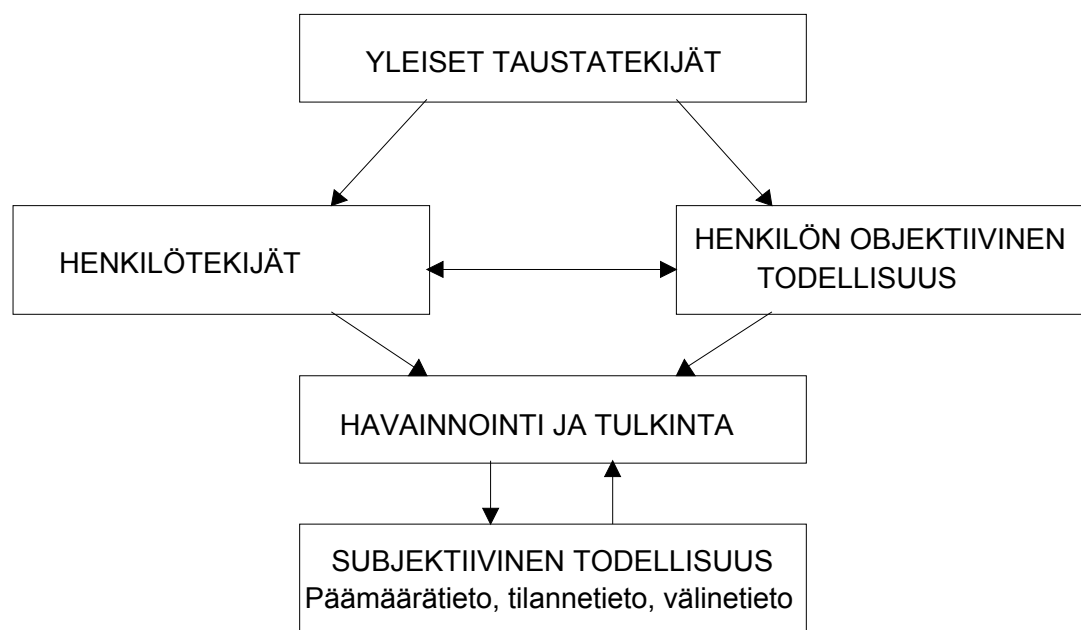 YLEISET TAUSTATEKIJÄT
HENKILÖTEKIJÄT
HENKILÖN OBJEKTIIVINEN
TODELLISUUS
HAVAINNOINTI JA TULKINTA
SUBJEKTIIVINEN TODELLISUUS
Päämäärätieto, tilannetieto, välinetieto